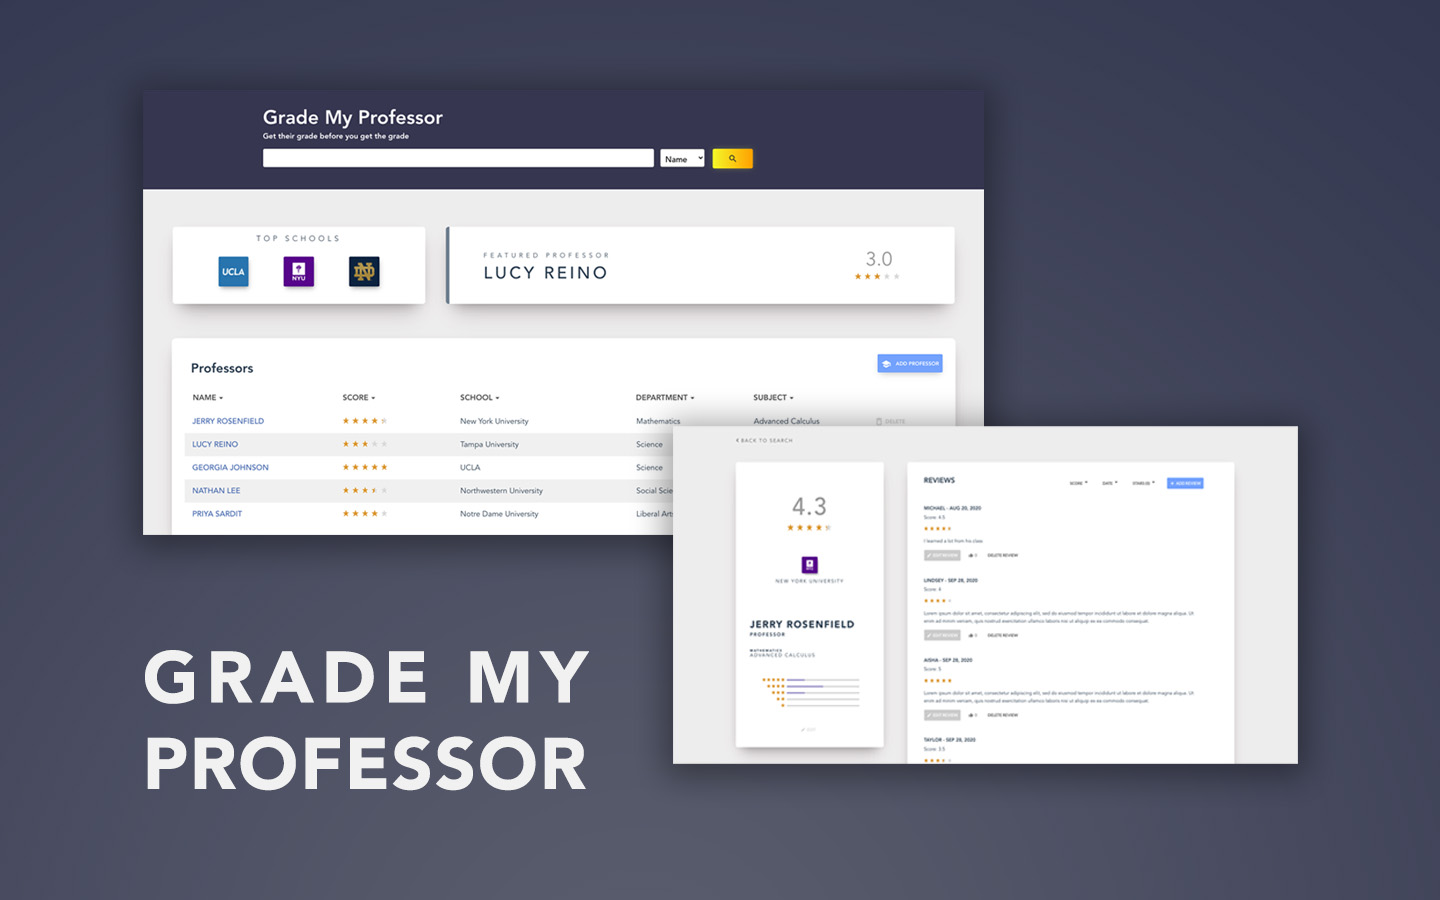 Grade My Professor
Get their grade before you get the grade
Name
TOP SCHOOLS
UCLA
NYU
ND
FEATURED PROFESSOR
LUCY REINO
3.0
Professors
ADD PROFESSOR
NAME SCORE SCHOOL DEPARTMENT SUBJECT
JERRY ROSENFIELD New York University Mathematics Advanced Calculus DELETE
LUCY REINO Tampa University Science
GEORGIA JOHNSON UCLA Science
NATHAN LEE Northwestern University Social Scie
PRIYA SARDIT Notre Dame University Liberal Arts
BACK TO SEARCH
4.3
NEW YORK UNIVERSITY
JERRY ROSENFIELD
PROFESSOR
MATHEMATICS
ADVANCED CALCULUS
EDIT
REVIEWS
SCORE DATE STARS (5) ADD REVIEW
MICHAEL - AUG 20, 2020
Score: 4.5
I learned a lot from his class
EDIT REVIEW 0 DELETE REVIEW
LINDSEY - SEP 28, 2020
Score: 4
Lorem ipsum dolor sit amet, consectetur adipiscing elit, sed do eiusmod tempor incididunt ut labore et dolore magna aliqua. Ut
enim ad minim veniam, quis nostrud exercitation ullamco laboris nisi ut aliquip ex ea commodo consequat.
EDIT REVIEW 0 DELETE REVIEW
AISHA - SEP 28, 2020
Score: 5
Lorem ipsum dolor sit amet, consectetur adipiscing elit, sed do eiusmod tempor incididunt ut labore et dolore magna aliqua. Ut
enim ad minim veniam, quis nostrud exercitation ullamco laboris nisi ut aliquip ex ea commodo consequat.
EDIT REVIEW 0 DELETE REVIEW
TAYLOR - SEP 28, 2020
Score: 3.5
GRADE MY
PROFESSOR